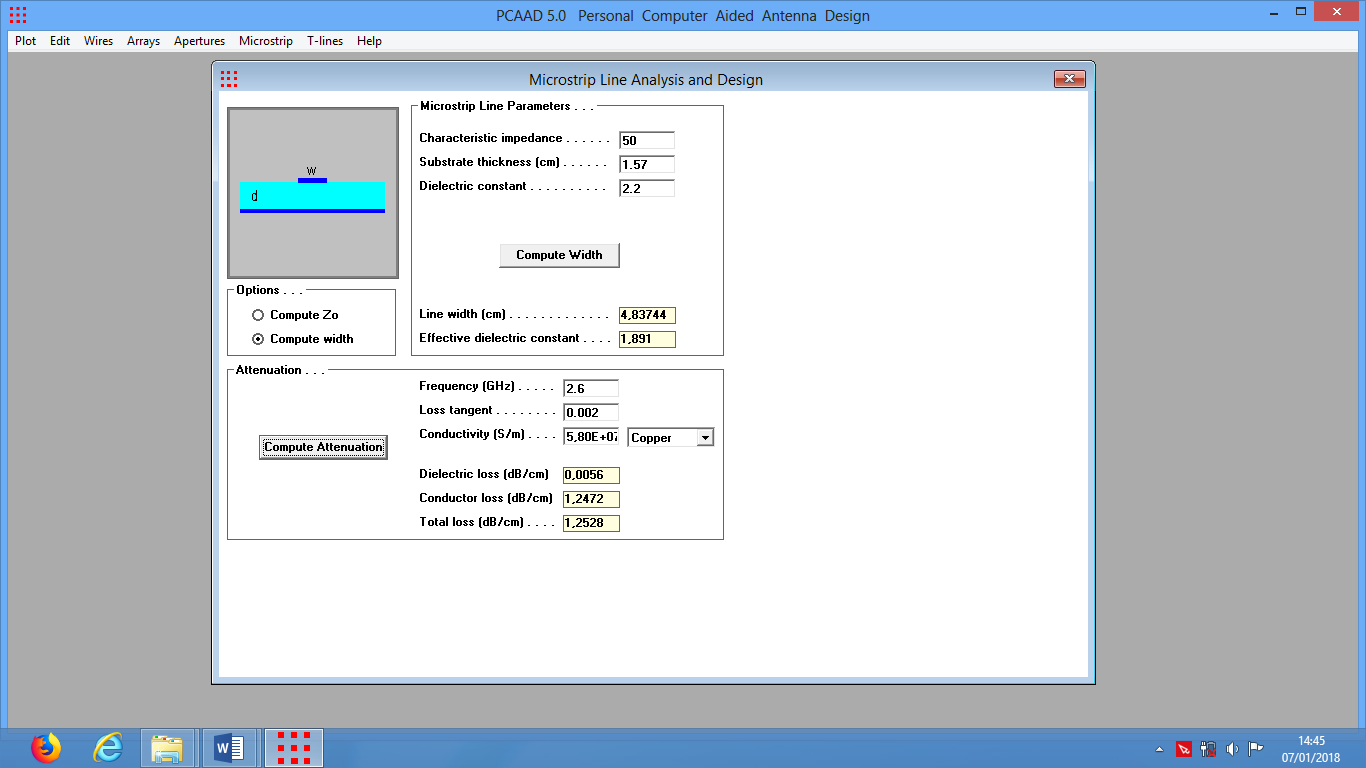 PCAAD 5.0 Personal Computer Aided Antenna Design
Plot Edit Wires Arrays Apertures Microstrip T-lines Help
Microstrip Line Analysis and Design
w
d
Microstrip Line Parameters . . .
Characteristic impedance . . . . . . 50
Substrate thickness (cm) . . . . . . 1.57
Dielectric constant . . . . . . . . . . 2.2
Compute Width
Line width (cm) . . . . . . . . . . . . . 4,83744
Effective dielectric constant . . . . 1,891
Options . . .
Compute Zo
Compute width
Attenuation . . .
Frequency (GHz) . . . . . 2.6
Loss tangent . . . . . . . . 0.002
Conductivity (S/m) . . . . 5,80E+07 Copper
Compute Attenuation
Dielectric loss (dB/cm) 0,0056
Conductor loss (dB/cm) 1,2472
Total loss (dB/cm) . . . . 1,2528
14:45
07/01/2018